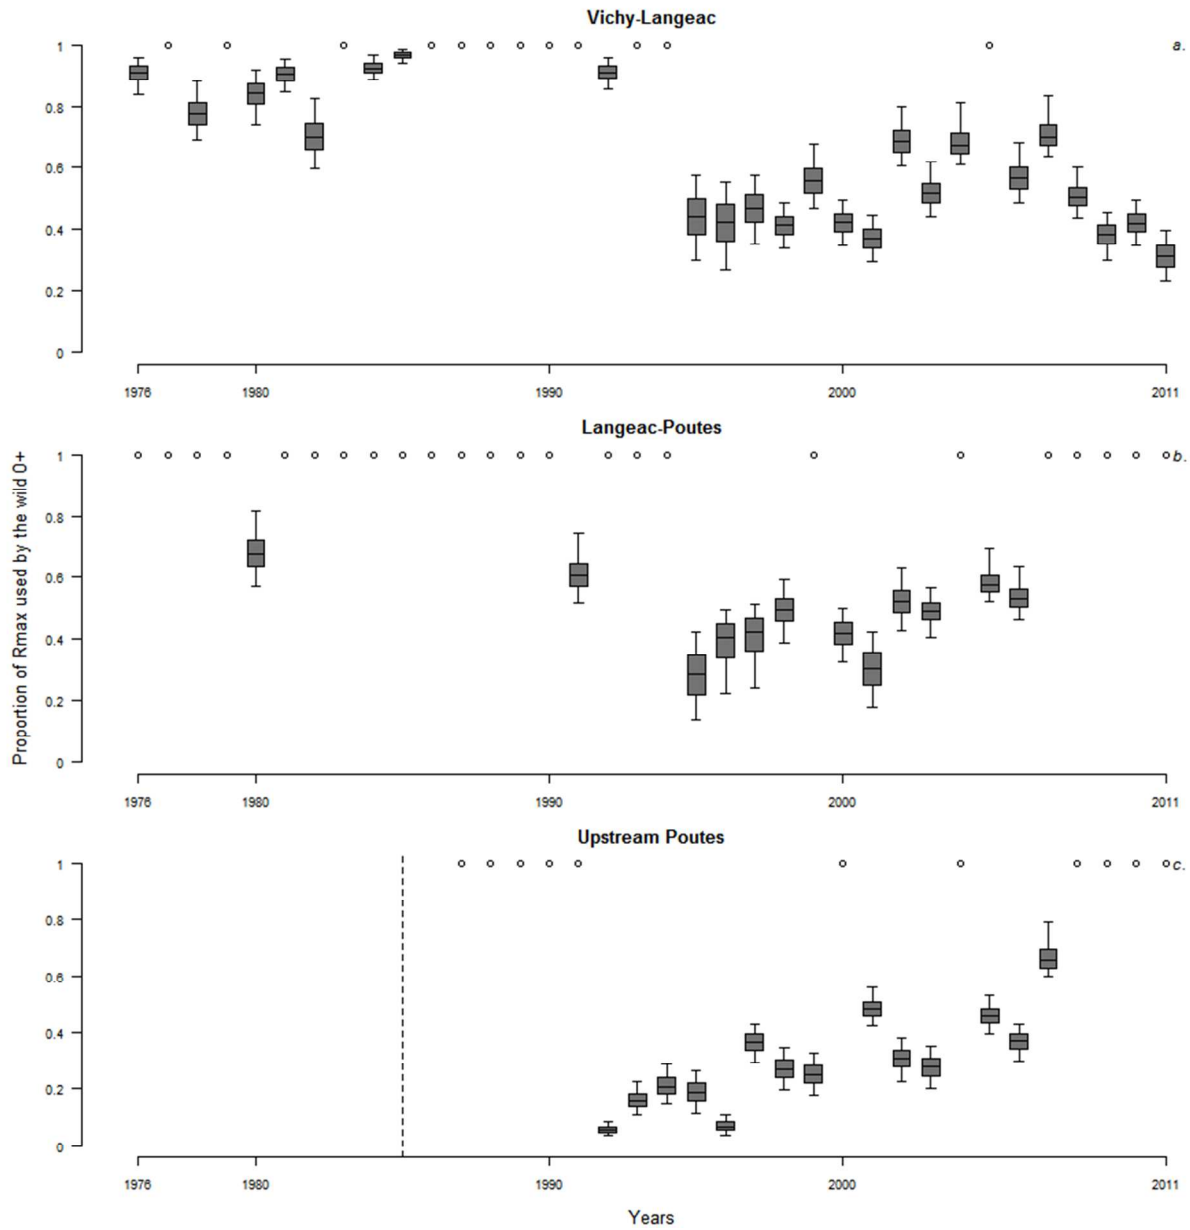 Vichy-Langeac
a.
1
0.8
0.6
0.4
0.2
0
1976 1980 1990 2000 2011
Langeac-Poutes
b.
1
0.8
0.6
0.4
0.2
0
1976 1980 1990 2000 2011
Proportion of Rmax used by the wild 0+
Upstream Poutes
c.
1
0.8
0.6
0.4
0.2
0
1976 1980 1990 2000 2011
Years